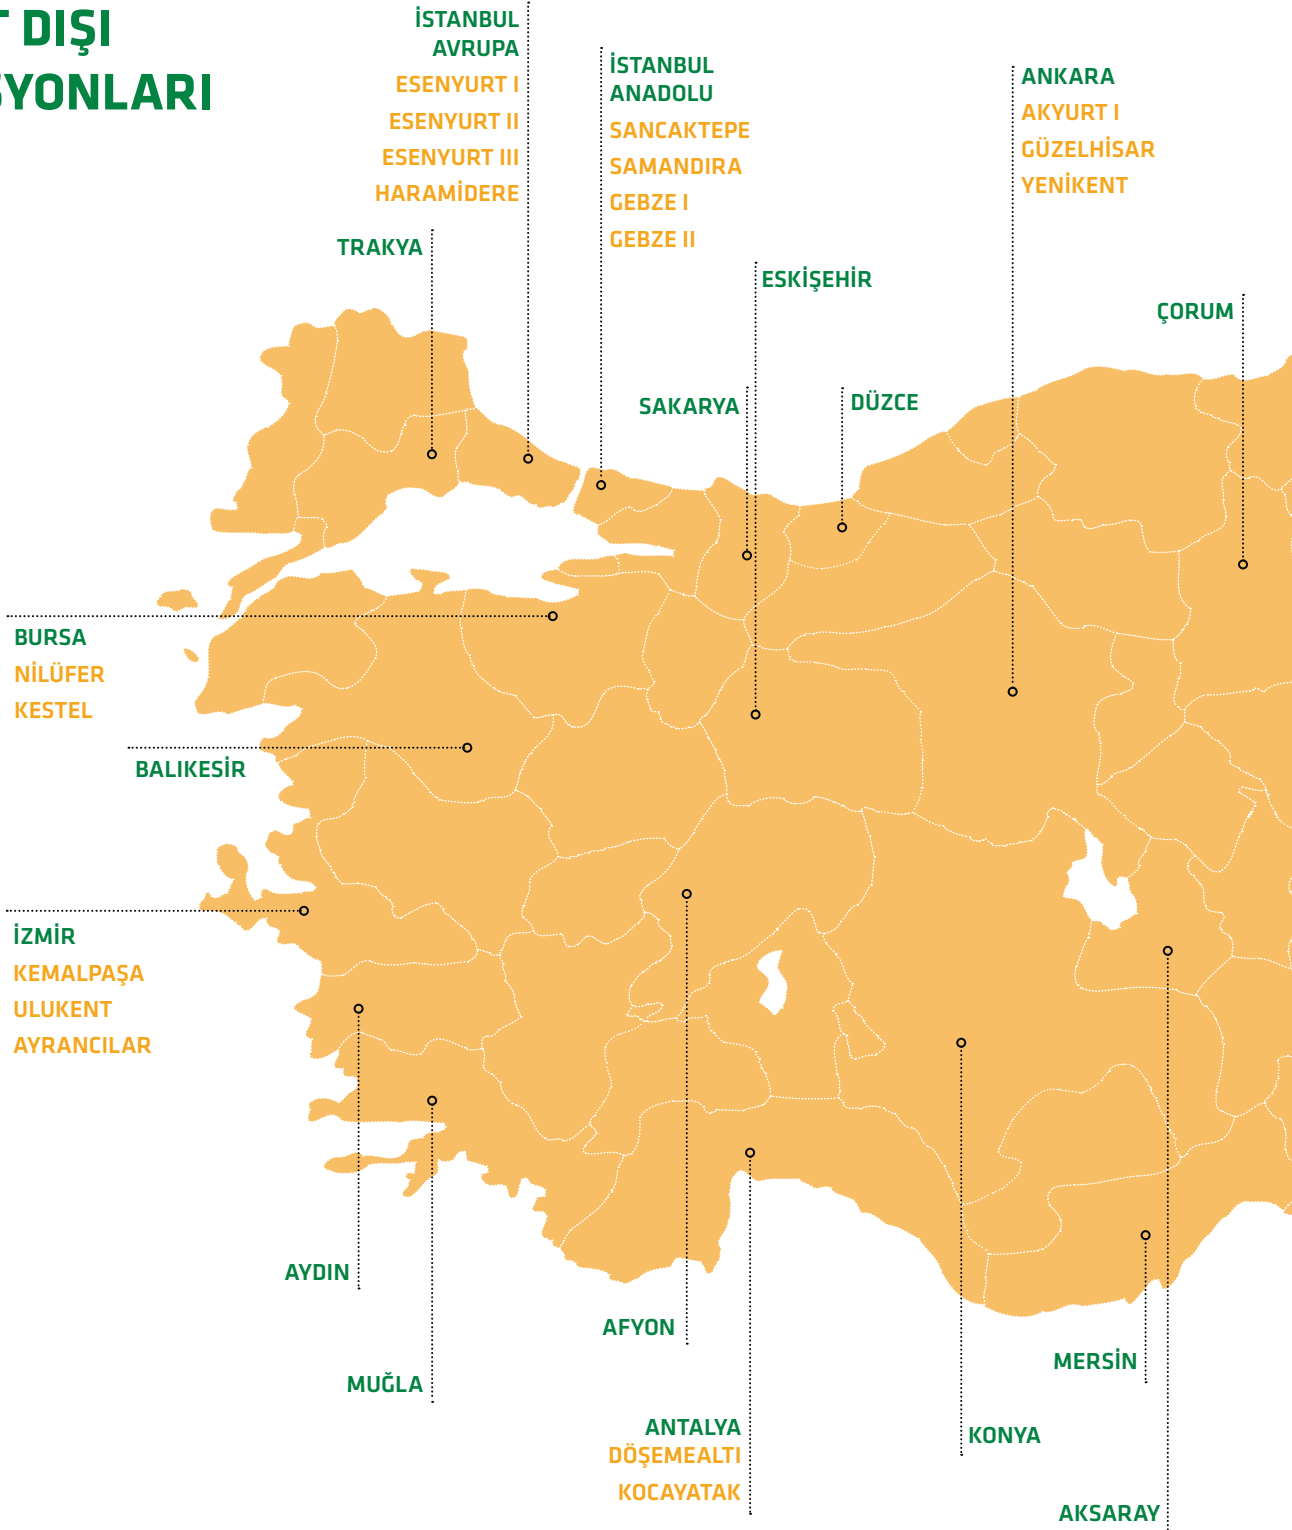 T DIŞI
SYONLARI
İSTANBUL
AVRUPA
ESENYURT I
ESENYURT II
ESENYURT III
HARAMİDERE
İSTANBUL
ANADOLU
SANCAKTEPE
SAMANDIRA
GEBZE I
GEBZE II
ANKARA
AKYURT I
GÜZELHİSAR
YENİKENT
TRAKYA
ESKİŞEHİR
ÇORUM
SAKARYA
DÜZCE
BURSA
NİLÜFER
KESTEL
BALIKESİR
İZMİR
KEMALPAŞA
ULUKENT
AYRANCILAR
AYDIN
AFYON
MUĞLA
MERSİN
ANTALYA
DÖŞEMEALTI
KOCAYATAK
KONYA
AKSARAY